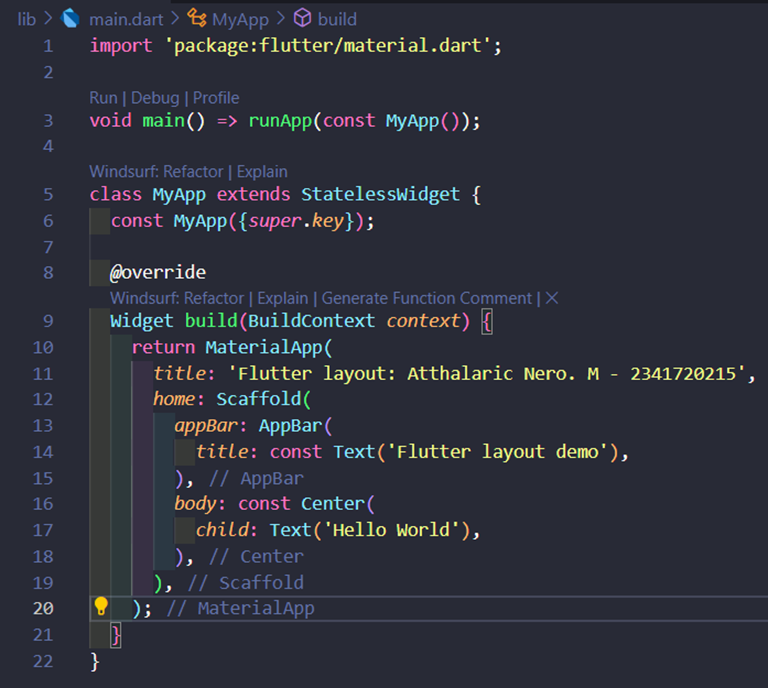 lib > main.dart > MyApp > build
1 import 'package:flutter/material.dart';
2
Run | Debug | Profile
3 void main() => runApp(const MyApp());
4
Windsurf: Refactor | Explain
5 class MyApp extends StatelessWidget {
6   const MyApp({super.key});
7
8   @override
Windsurf: Refactor | Explain | Generate Function Comment | X
9   Widget build(BuildContext context) {
10     return MaterialApp(
11       title: 'Flutter layout: Atthalaric Nero. M - 2341720215',
12       home: Scaffold(
13         appBar: AppBar(
14           title: const Text('Flutter layout demo'),
15         ), // AppBar
16         body: const Center(
17           child: Text('Hello World'),
18         ), // Center
19       ), // Scaffold
20     ); // MaterialApp
21   }
22 }